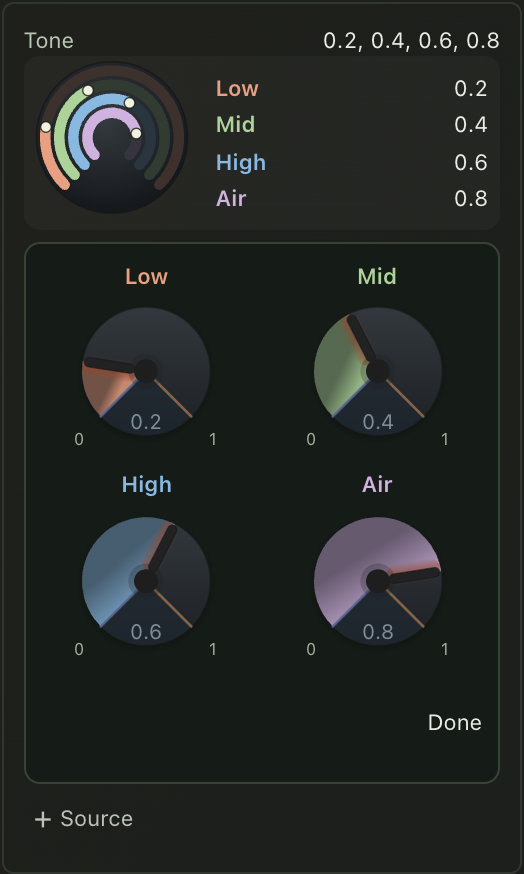 Tone 0.2, 0.4, 0.6, 0.8
Low 0.2
Mid 0.4
High 0.6
Air 0.8
Low Mid
0.2 0.4
0 1 0 1
High Air
0.6 0.8
0 1 0 1
Done
+ Source